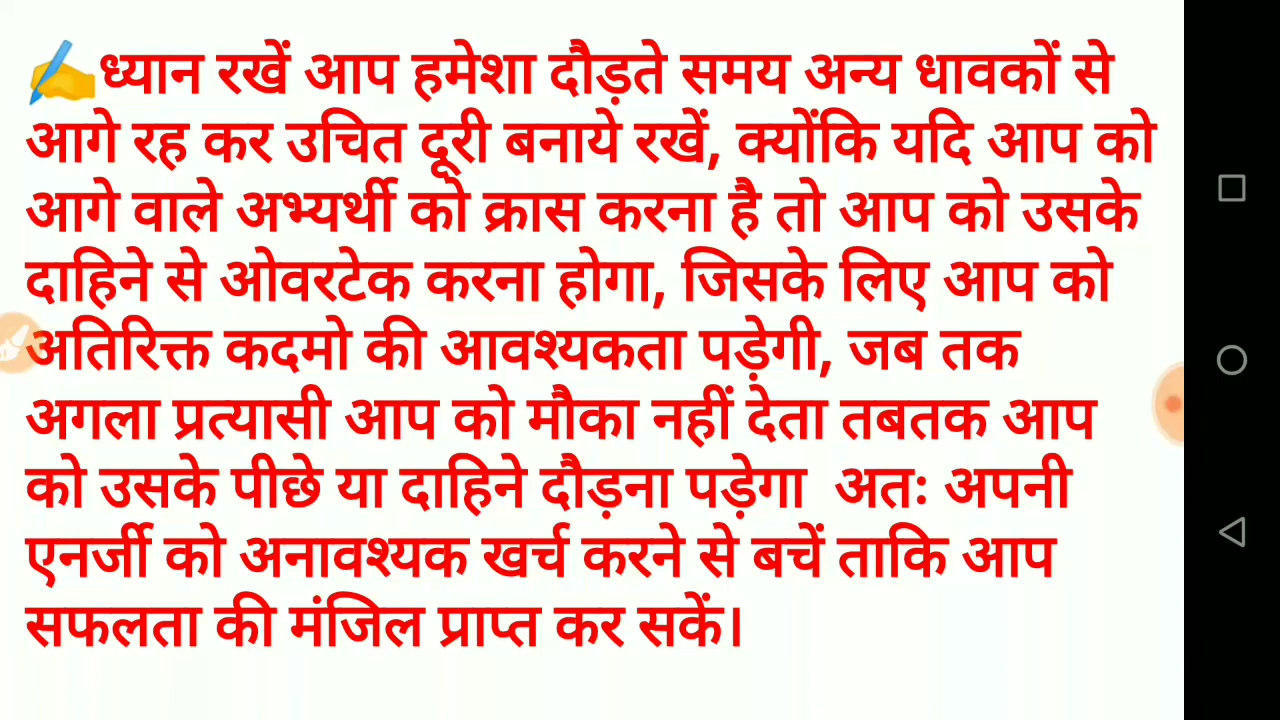 ✍️ध्यान रखें आप हमेशा दौड़ते समय अन्य धावकों से
आगे रह कर उचित दूरी बनाये रखें, क्योंकि यदि आप को
आगे वाले अभ्यर्थी को क्रास करना है तो आप को उसके
दाहिने से ओवरटेक करना होगा, जिसके लिए आप को
अतिरिक्त कदमो की आवश्यकता पड़ेगी, जब तक
अगला प्रत्यासी आप को मौका नहीं देता तबतक आप
को उसके पीछे या दाहिने दौड़ना पड़ेगा  अतः अपनी
एनर्जी को अनावश्यक खर्च करने से बचें ताकि आप
सफलता की मंजिल प्राप्त कर सकें।